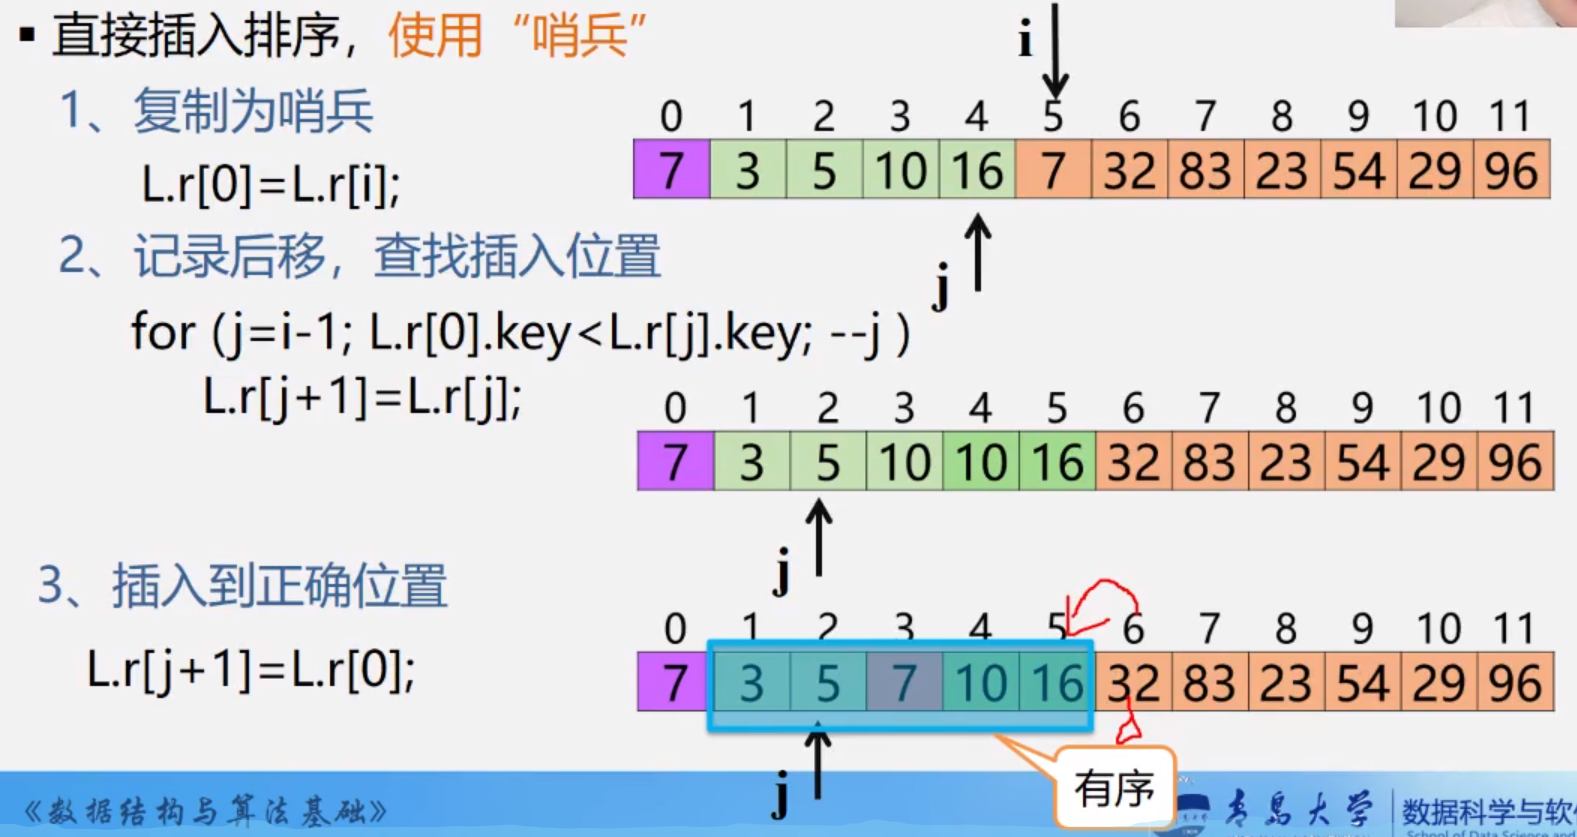 ▪ 直接插入排序，使用“哨兵”
1、复制为哨兵
L.r[0]=L.r[i];
i
0 1 2 3 4 5 6 7 8 9 10 11
7 3 5 10 16 7 32 83 23 54 29 96
j
2、记录后移，查找插入位置
for (j=i-1; L.r[0].key<L.r[j].key; --j )
L.r[j+1]=L.r[j];
0 1 2 3 4 5 6 7 8 9 10 11
7 3 5 10 10 16 32 83 23 54 29 96
j
3、插入到正确位置
L.r[j+1]=L.r[0];
0 1 2 3 4 5 6 7 8 9 10 11
7 3 5 7 10 16 32 83 23 54 29 96
j
有序
《数据结构与算法基础》
青岛大学
数据科学与软
School of Data Science and